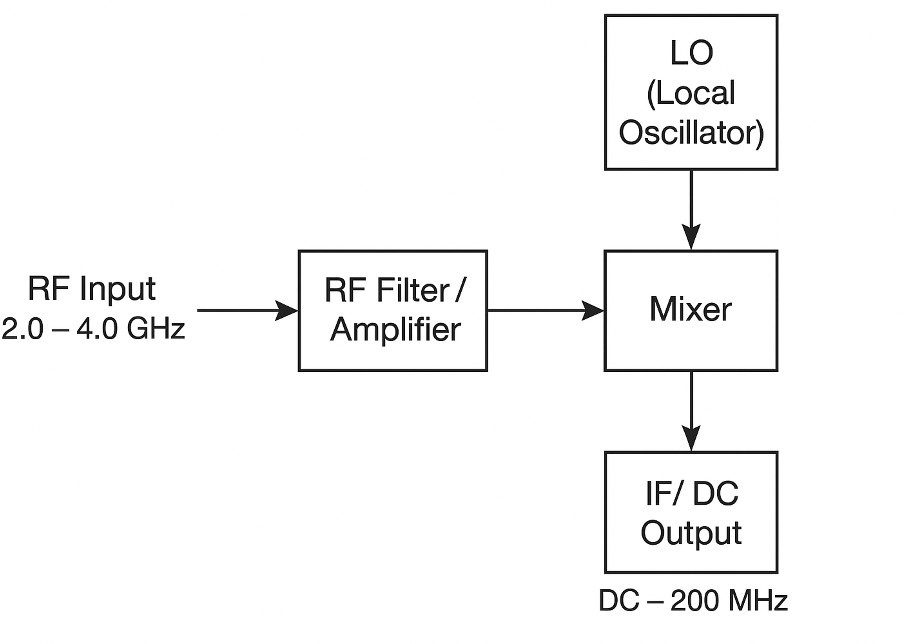 LO
(Local
Oscillator)
RF Input
2.0 – 4.0 GHz
RF Filter /
Amplifier
Mixer
IF/ DC
Output
DC – 200 MHz